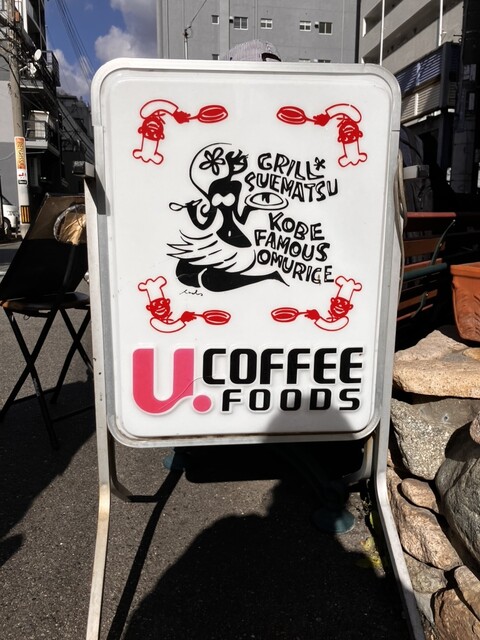 GRILL*
SUEMATSU
KOBE
FAMOUS
OMURICE
U.
COFFEE
FOODS